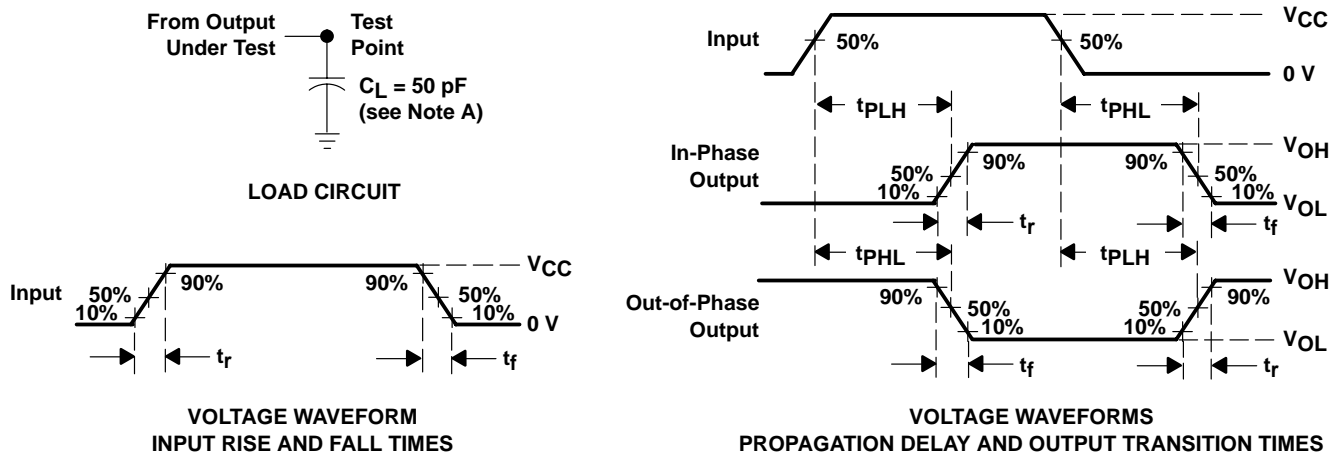 From Output
Under Test
Test
Point
CL = 50 pF
(see Note A)
LOAD CIRCUIT
Input
50%
10%
90%
90%
50%
10%
VCC
0 V
tr
tf
VOLTAGE WAVEFORM
INPUT RISE AND FALL TIMES
Input
50%
50%
VCC
0 V
tPLH
tPHL
In-Phase
Output
50%
10%
90%
90%
50%
10%
VOH
VOL
tr
tf
tPHL
tPLH
Out-of-Phase
Output
90%
50%
10%
50%
10%
90%
VOH
VOL
tf
tr
VOLTAGE WAVEFORMS
PROPAGATION DELAY AND OUTPUT TRANSITION TIMES